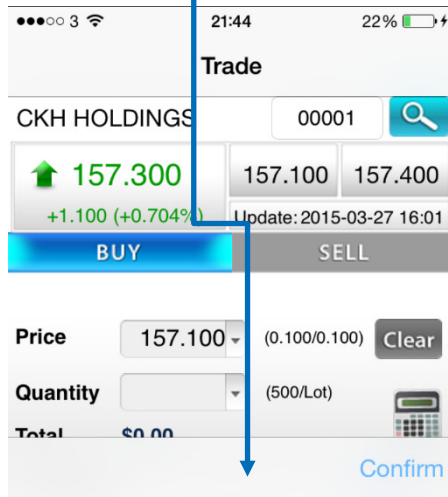 3 21:44 22%
Trade
CKH HOLDINGS 00001
157.300 157.100 157.400
+1.100 (+0.704%) Update: 2015-03-27 16:01
BUY SELL
Price 157.100 (0.100/0.100) Clear
Quantity (500/Lot)
Total $0.00
Confirm